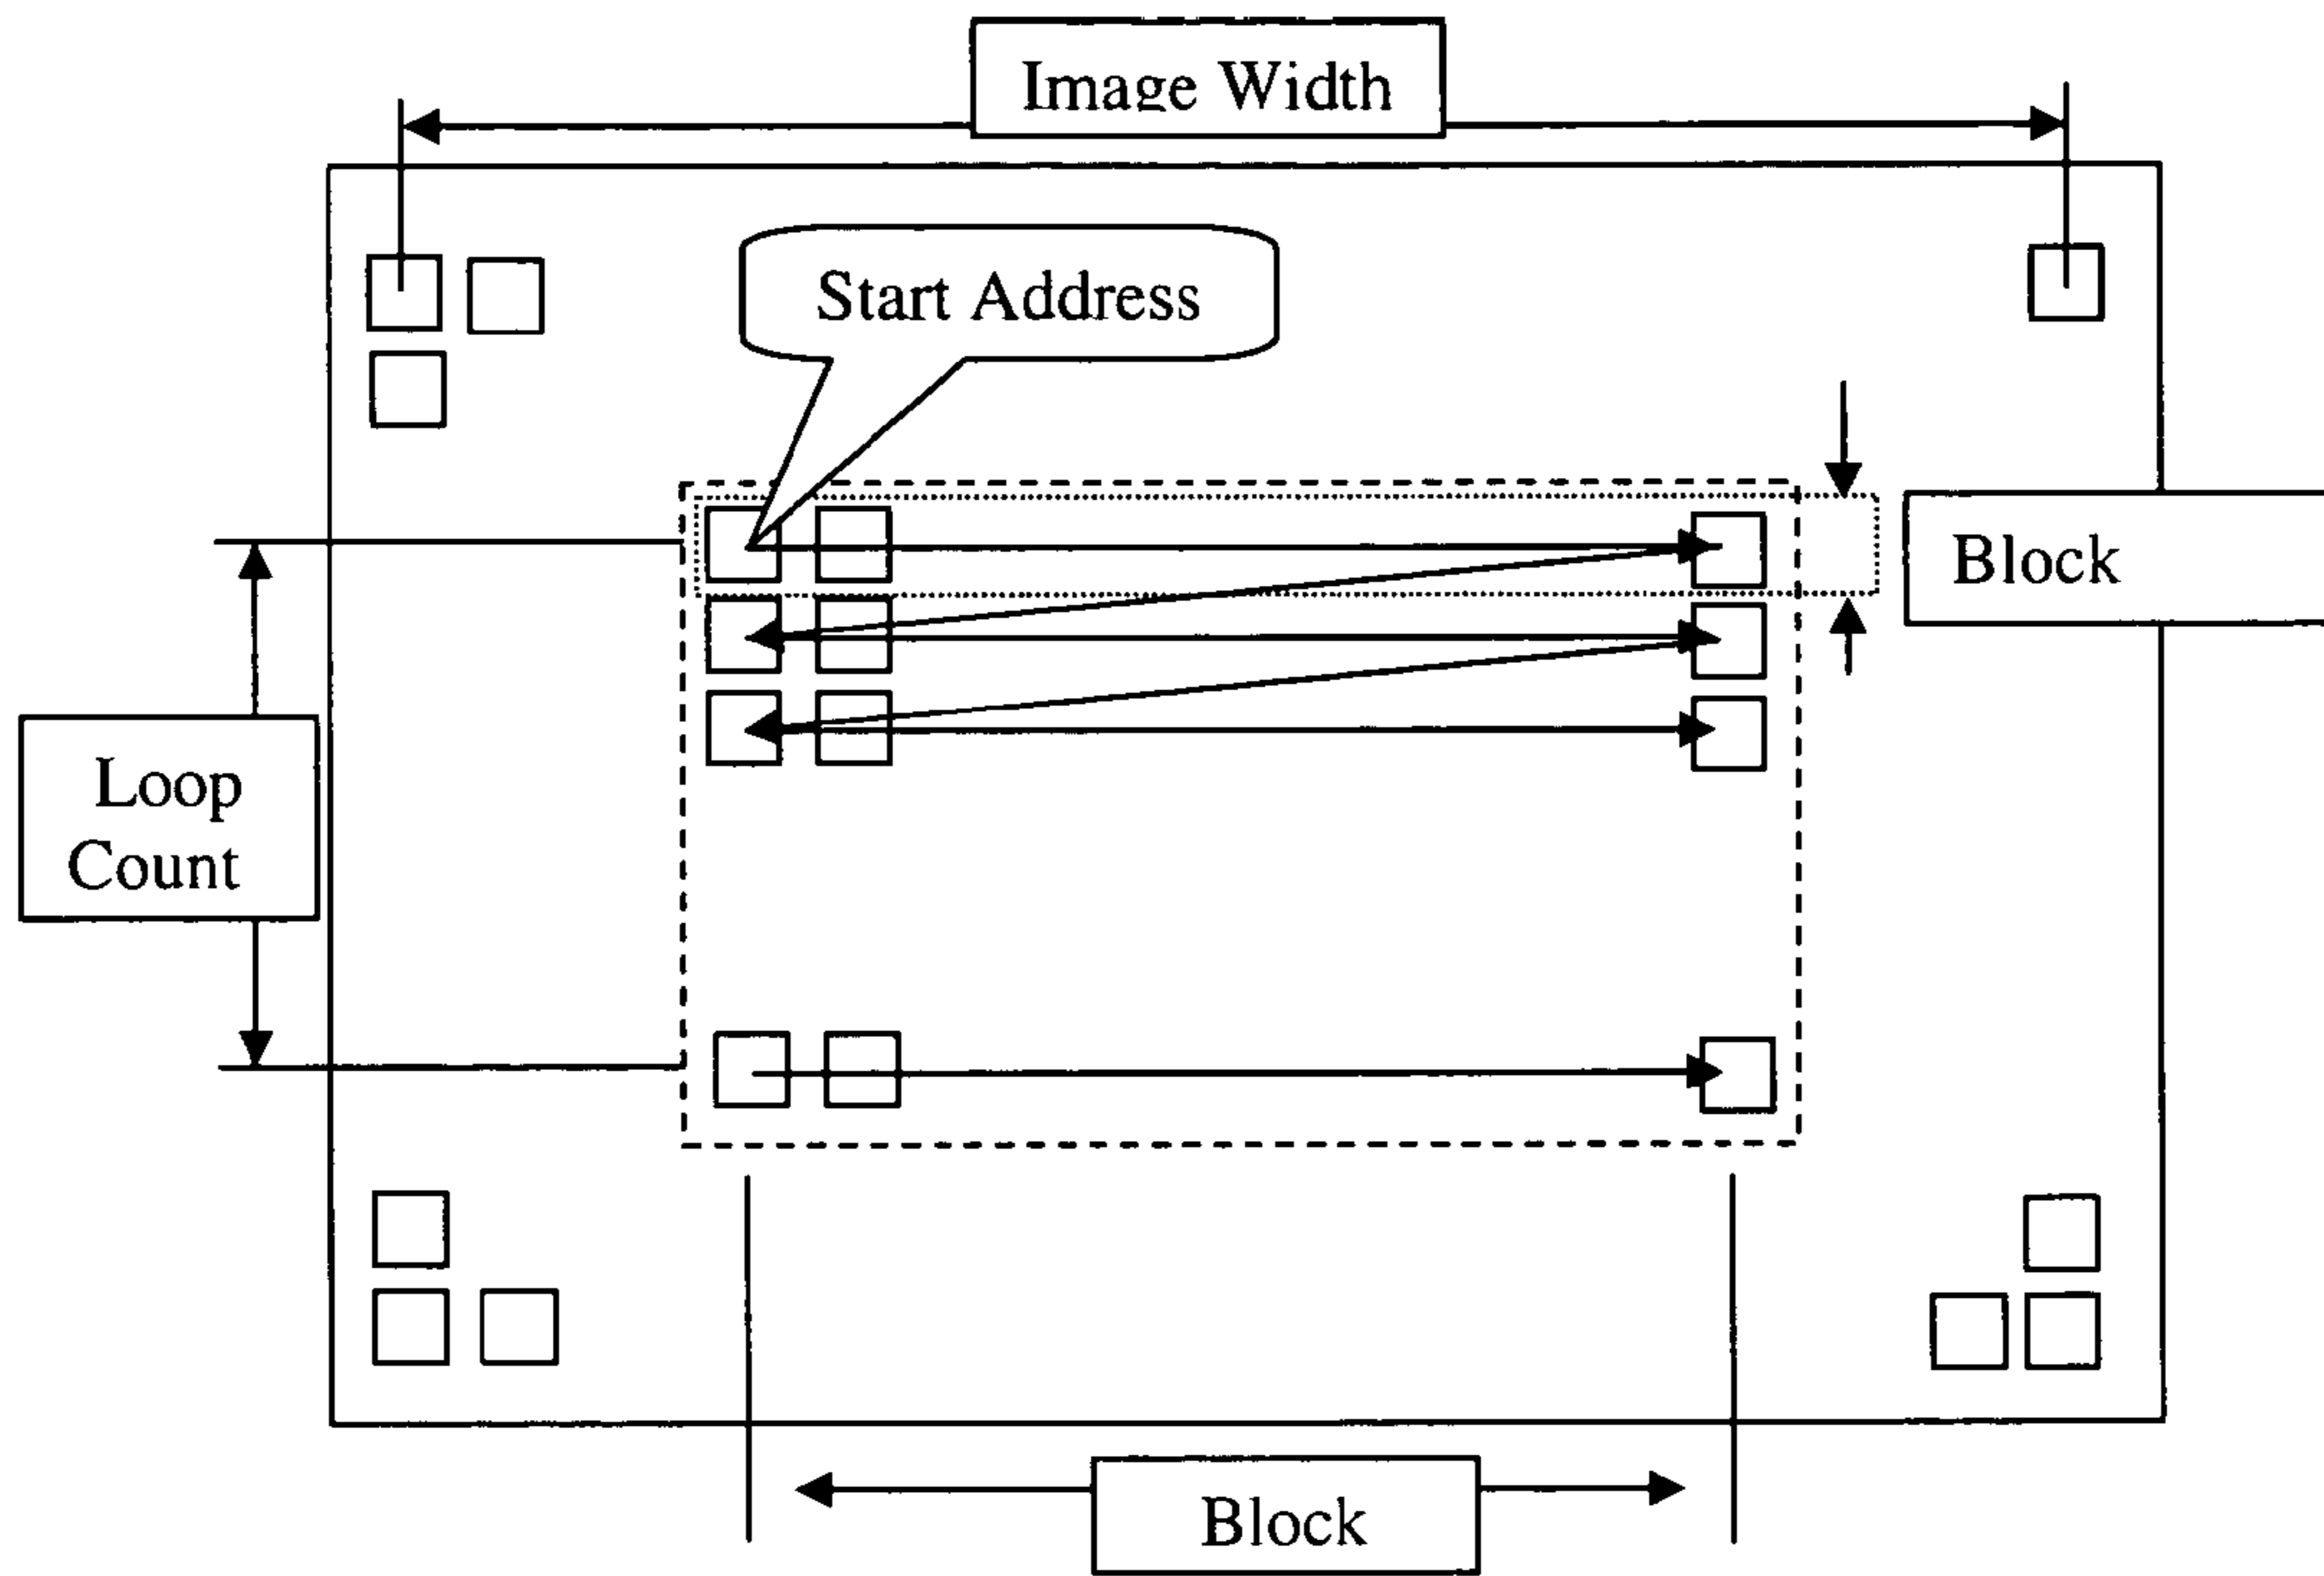 Image Width
Start Address
Block
Loop
Count
Block